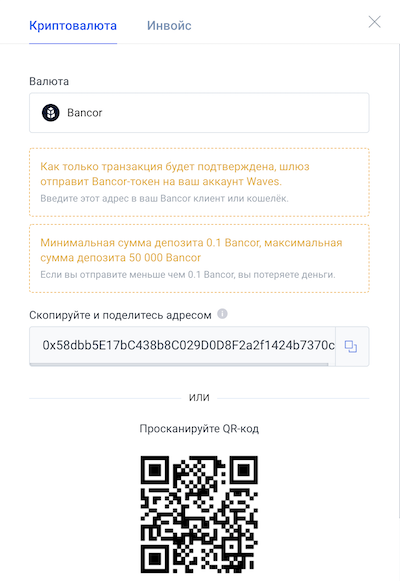 Криптовалюта Инвойс
Валюта
Bancor
Как только транзакция будет подтверждена, шлюз
отправит Bancor-токен на ваш аккаунт Waves.
Введите этот адрес в ваш Bancor клиент или кошелёк.
Минимальная сумма депозита 0.1 Bancor, максимальная
сумма депозита 50 000 Bancor
Если вы отправите меньше чем 0.1 Bancor, вы потеряете деньги.
Скопируйте и поделитесь адресом
0x58dbb5E17bC438b8C029D0D8F2a2f1424b7370c
ИЛИ
Просканируйте QR-код